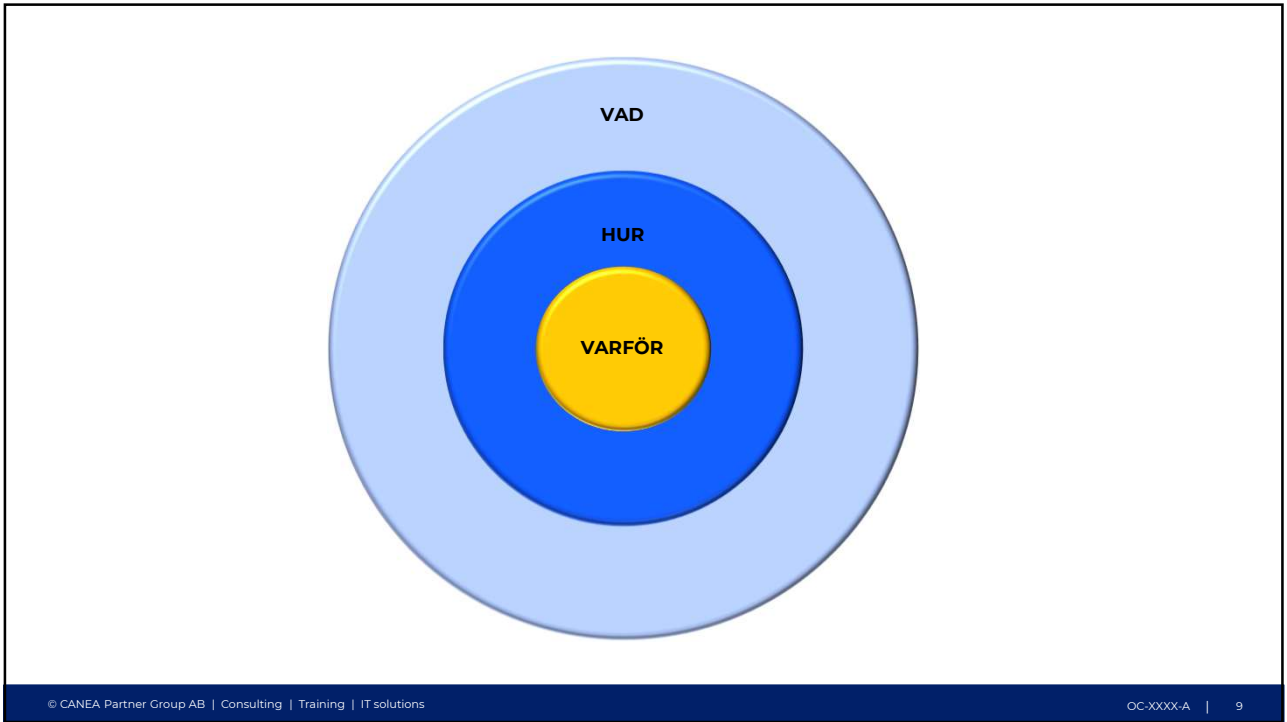 VAD
HUR
VARFÖR
© CANEA Partner Group AB | Consulting | Training | IT solutions
OC-XXXX-A | 9